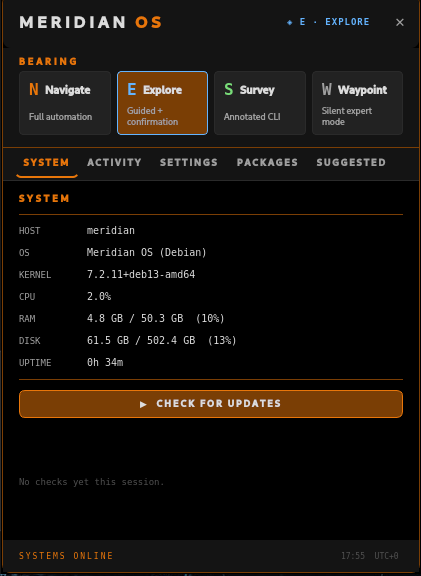 MERIDIAN OS
◈ E · EXPLORE ✕
BEARING
N Navigate
Full automation
E Explore
Guided +
confirmation
S Survey
Annotated CLI
W Waypoint
Silent expert
mode
SYSTEM ACTIVITY SETTINGS PACKAGES SUGGESTED
SYSTEM
HOST meridian
OS Meridian OS (Debian)
KERNEL 7.2.11+deb13-amd64
CPU 2.0%
RAM 4.8 GB / 50.3 GB (10%)
DISK 61.5 GB / 502.4 GB (13%)
UPTIME 0h 34m
▶ CHECK FOR UPDATES
No checks yet this session.
SYSTEMS ONLINE 17:55 UTC+0